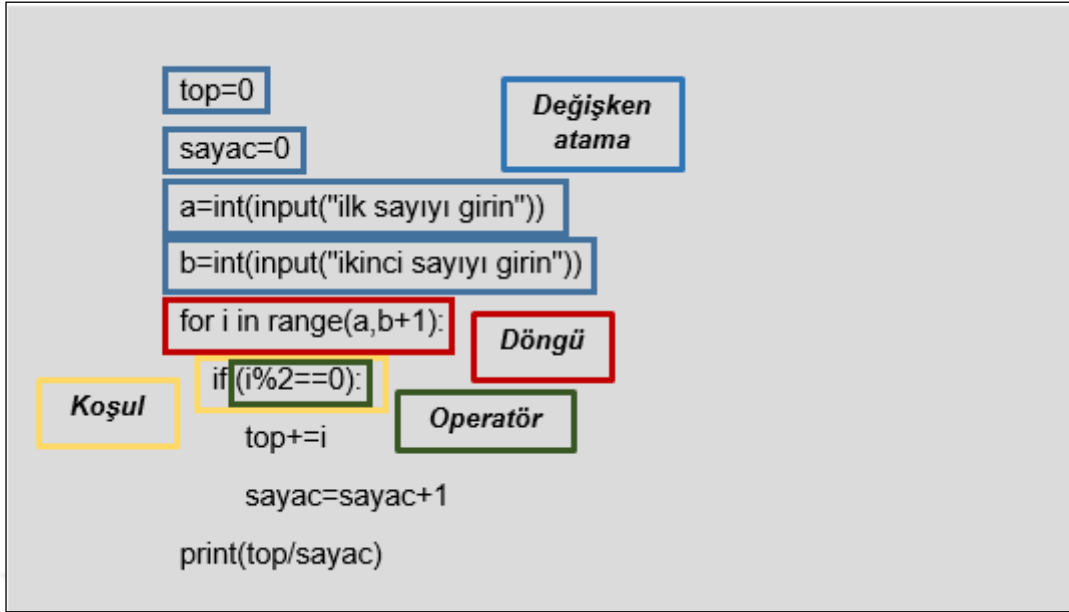 top=0
Değişken
atama
sayac=0
a=int(input("ilk sayıyı girin"))
b=int(input("ikinci sayıyı girin"))
for i in range(a,b+1):
Döngü
if (i%2==0):
Koşul
Operatör
top+=i
sayac=sayac+1
print(top/sayac)